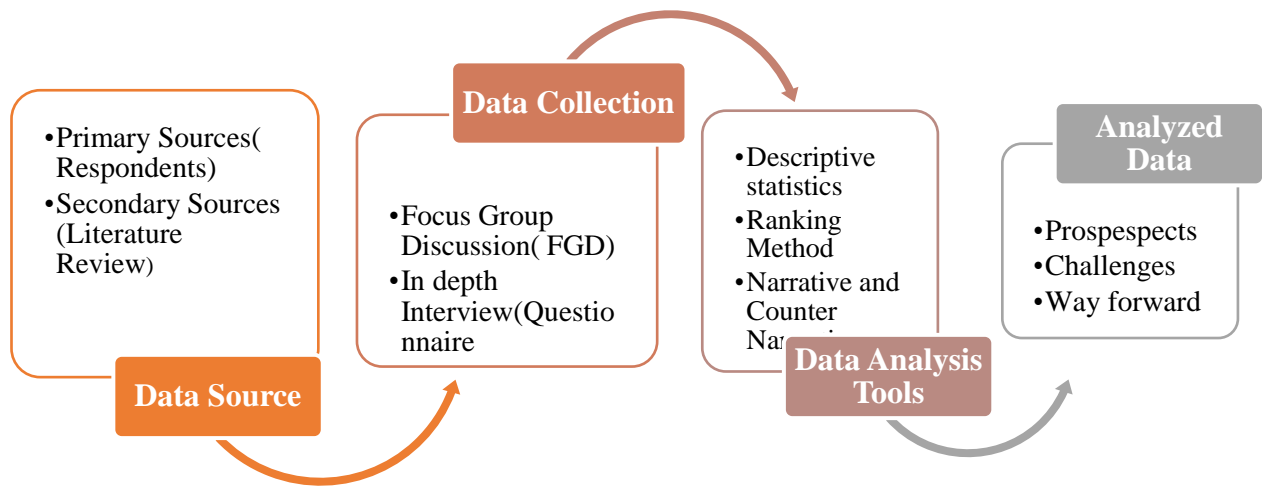 •Primary Sources(
Respondents)
•Secondary Sources
(Literature
Review)
Data Source
Data Collection
•Focus Group
Discussion( FGD)
•In depth
Interview(Questio
nnaire
•Descriptive
statistics
•Ranking
Method
•Narrative and
Counter
Data Analysis
Tools
Analyzed
Data
•Prospespects
•Challenges
•Way forward